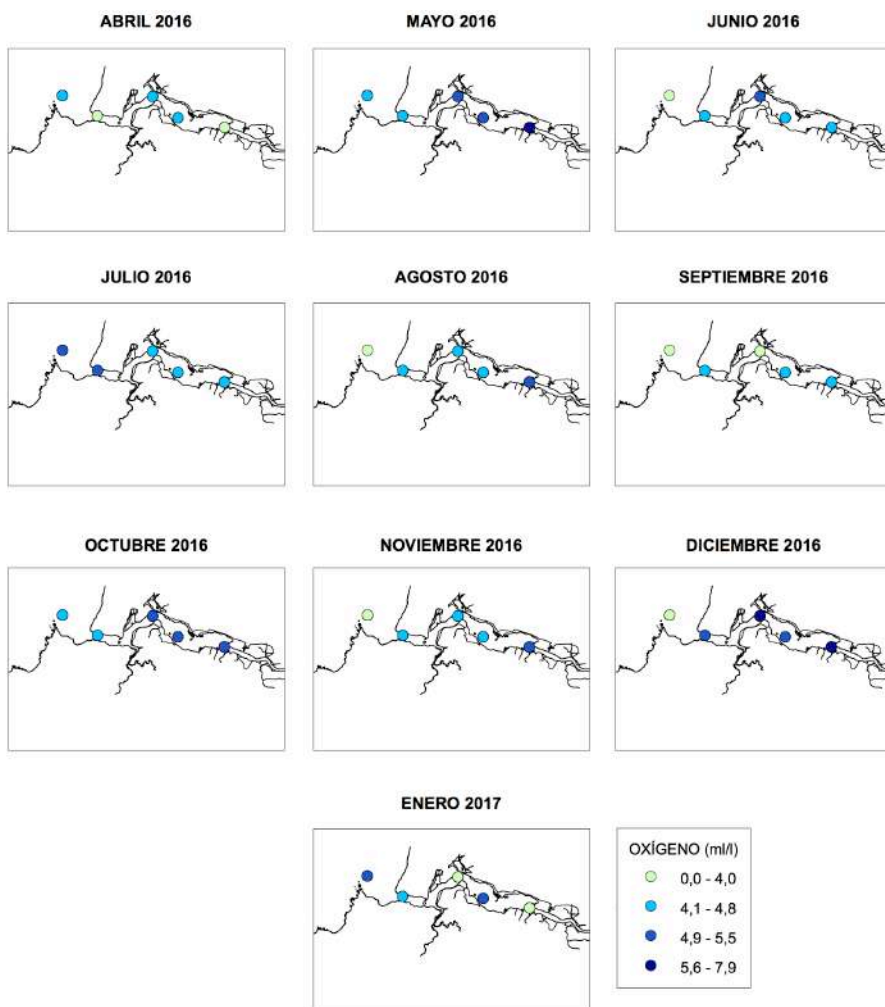 ABRIL 2016
MAYO 2016
JUNIO 2016
JULIO 2016
AGOSTO 2016
SEPTIEMBRE 2016
OCTUBRE 2016
NOVIEMBRE 2016
DICIEMBRE 2016
ENERO 2017
OXÍGENO (ml/l)
0,0 - 4,0
4,1 - 4,8
4,9 - 5,5
5,6 - 7,9